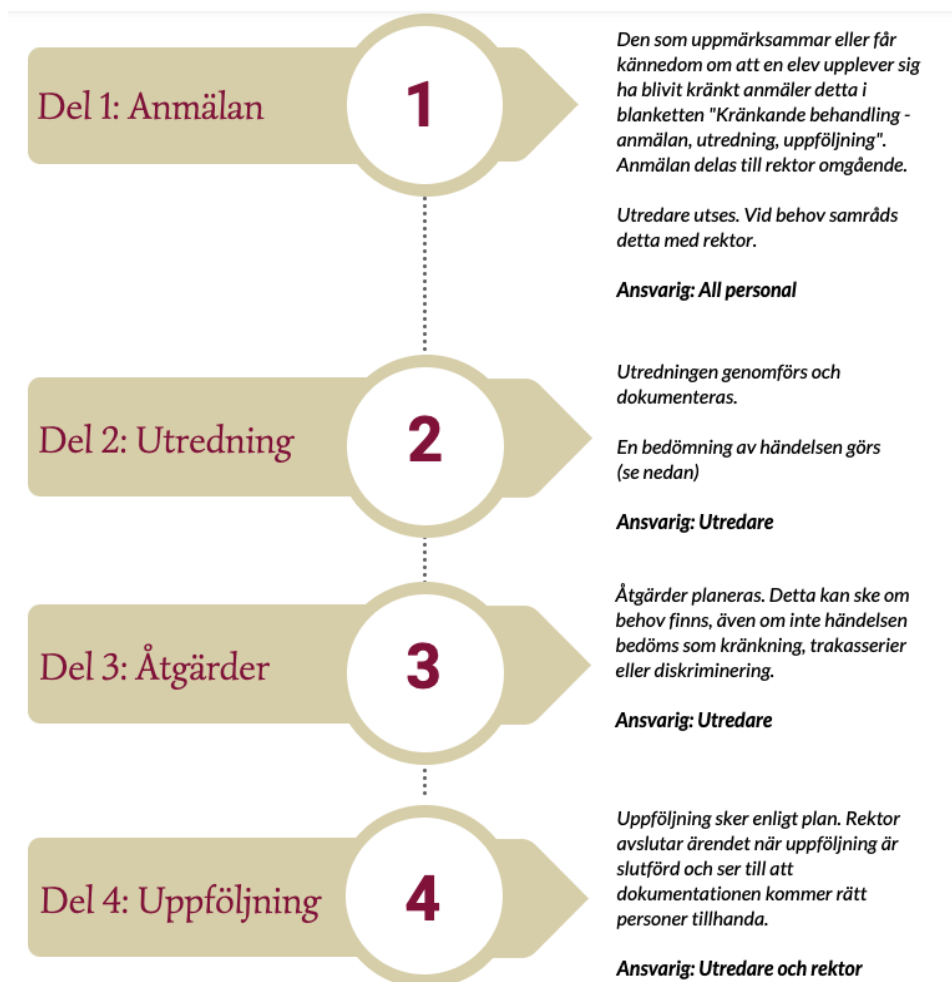 Del 1: Anmälan
1
Den som uppmärksammar eller får
kännedom om att en elev upplever sig
ha blivit kränkt anmäler detta i
blanketten "Kränkande behandling -
anmälan, utredning, uppföljning".
Anmälan delas till rektor omgående.
Utredare utses. Vid behov samråds
detta med rektor.
Ansvarig: All personal
Del 2: Utredning
2
Utredningen genomförs och
dokumenteras.
En bedömning av händelsen görs
(se nedan)
Ansvarig: Utredare
Del 3: Åtgärder
3
Åtgärder planeras. Detta kan ske om
behov finns, även om inte händelsen
bedöms som kränkning, trakasserier
eller diskriminering.
Ansvarig: Utredare
Del 4: Uppföljning
4
Uppföljning sker enligt plan. Rektor
avslutar ärendet när uppföljning är
slutförd och ser till att
dokumentationen kommer rätt
personer tillhanda.
Ansvarig: Utredare och rektor